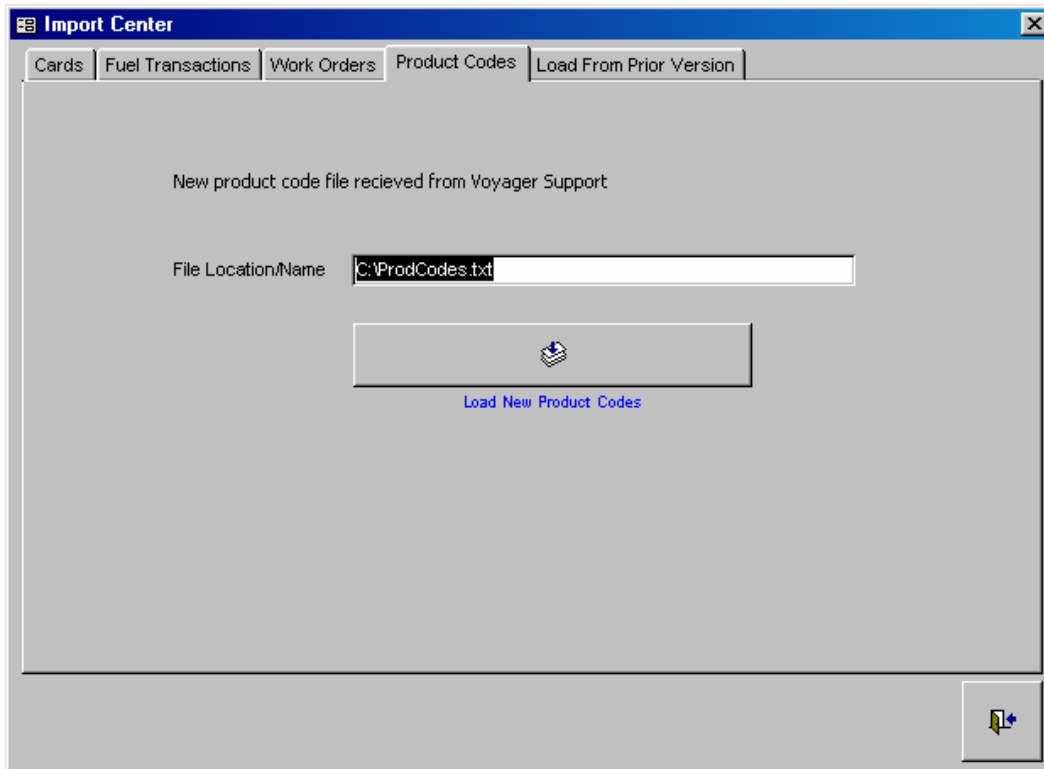 Import Center
Cards Fuel Transactions Work Orders Product Codes Load From Prior Version
New product code file recieved from Voyager Support
File Location/Name C:\ProdCodes.txt
Load New Product Codes